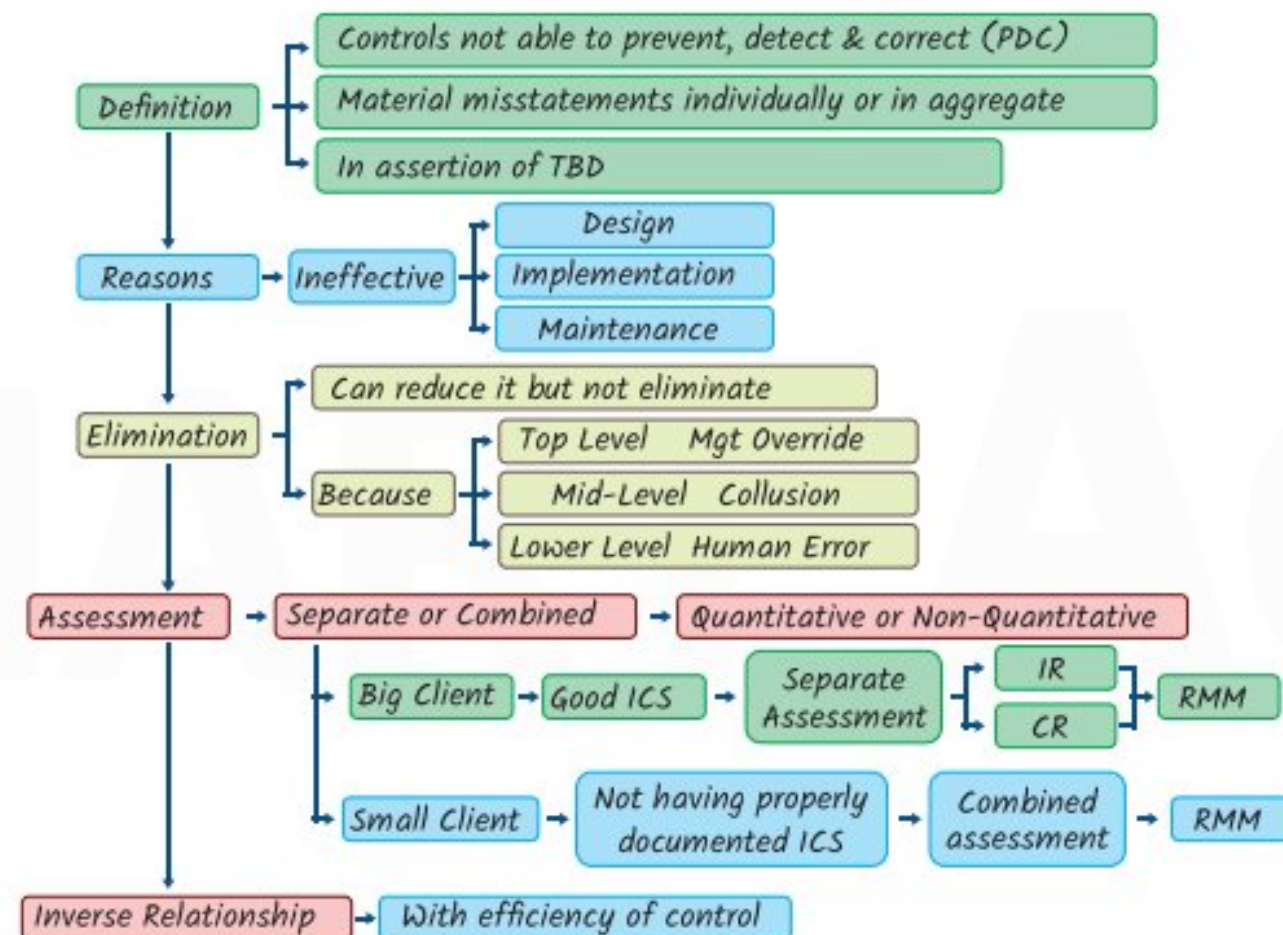 Definition
Controls not able to prevent, detect & correct (PDC)
Material misstatements individually or in aggregate
In assertion of TBD
Reasons
Ineffective
Design
Implementation
Maintenance
Elimination
Can reduce it but not eliminate
Because
Top Level Mgt Override
Mid-Level Collusion
Lower Level Human Error
Assessment
Separate or Combined
Quantitative or Non-Quantitative
Big Client
Good ICS
Separate
Assessment
IR
CR
RMM
Small Client
Not having properly
documented ICS
Combined
assessment
RMM
Inverse Relationship
With efficiency of control